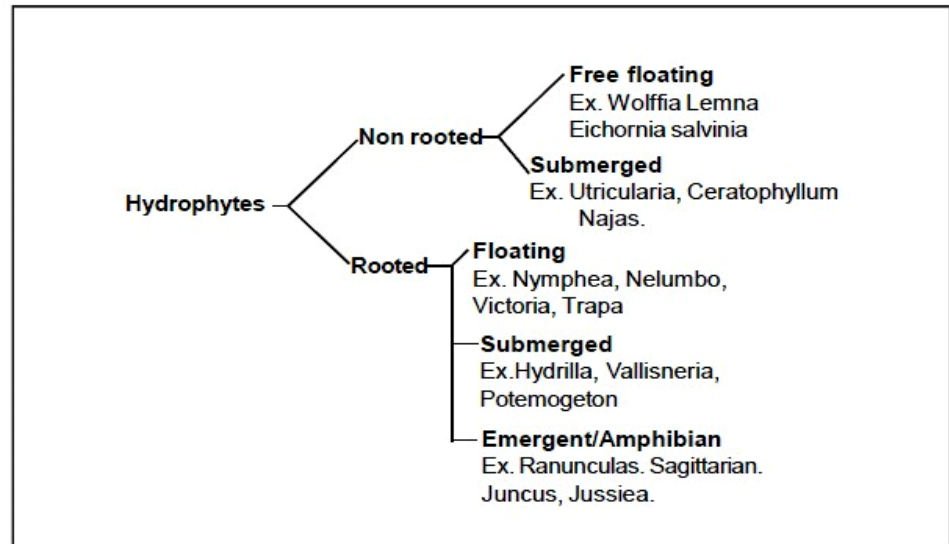 Free floating
Ex. Wolffia Lemna
Eichornia salvinia
Non rooted
Submerged
Ex. Utricularia, Ceratophyllum
Najas.
Hydrophytes
Floating
Rooted
Ex. Nymphea, Nelumbo,
Victoria, Trapa
Submerged
Ex.Hydrilla, Vallisneria,
Potemogeton
Emergent/Amphibian
Ex. Ranunculas. Sagittarian.
Juncus, Jussiea.